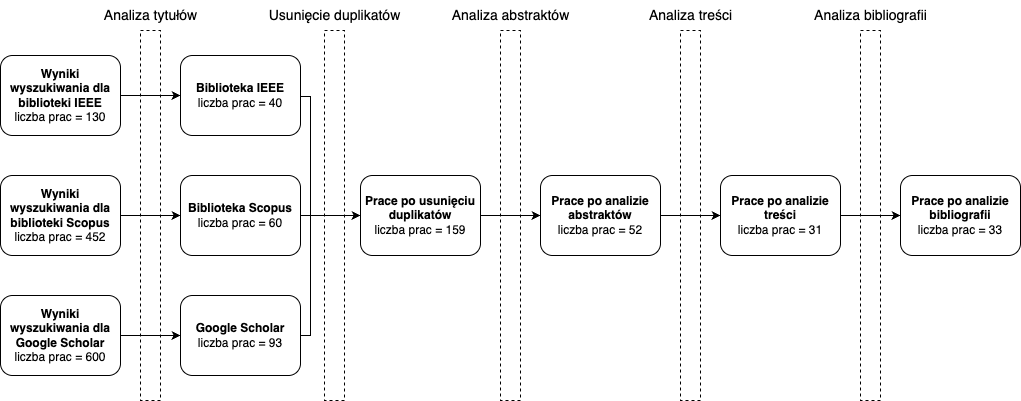 Analiza tytułów
Usunięcie duplikatów
Analiza abstraktów
Analiza treści
Analiza bibliografii
Wyniki
wyszukiwania dla
biblioteki IEEE
liczba prac = 130
Biblioteka IEEE
liczba prac = 40
Wyniki
wyszukiwania dla
biblioteki Scopus
liczba prac = 452
Biblioteka Scopus
liczba prac = 60
Prace po usunięciu
duplikatów
liczba prac = 159
Prace po analizie
abstraktów
liczba prac = 52
Prace po analizie
treści
liczba prac = 31
Prace po analizie
bibliografii
liczba prac = 33
Wyniki
wyszukiwania dla
Google Scholar
liczba prac = 600
Google Scholar
liczba prac = 93